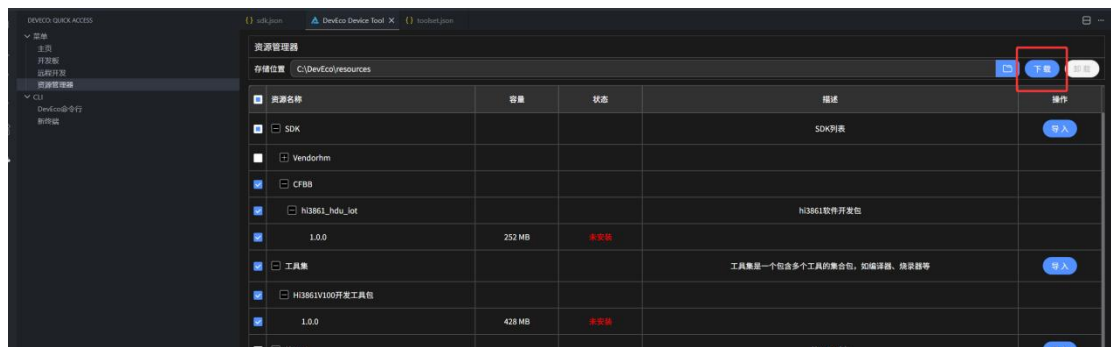 DEVECO: QUICK ACCESS
{} sdk.json
DevEco Device Tool ×
{} toolset.json
菜单
主页
开发板
远程开发
资源管理器
CLI
DevEco命令行
新终端
资源管理器
存储位置 C:\DevEco\resources
下载
卸载
资源名称 容量 状态 描述 操作
SDK SDK列表 导入
Vendorhm
CFBB
hi3861_hdu_iot hi3861软件开发包
1.0.0 252 MB 未安装
工具集 工具集是一个包含多个工具的集合包,如编译器、烧录器等 导入
Hi3861V100开发工具包
1.0.0 428 MB 未安装